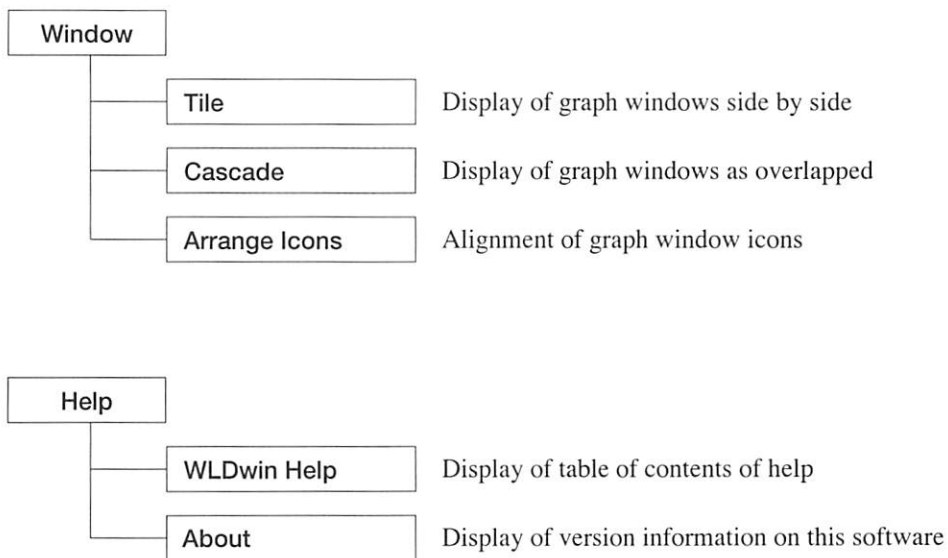 Window
Tile Display of graph windows side by side
Cascade Display of graph windows as overlapped
Arrange Icons Alignment of graph window icons
Help
WLDwin Help Display of table of contents of help
About Display of version information on this software